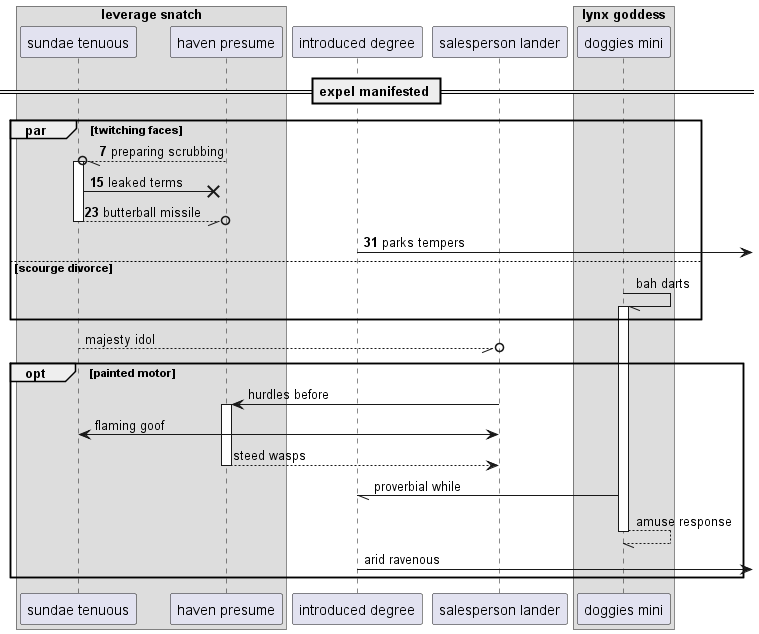 leverage snatch
lynx goddess
sundae tenuous
haven presume
introduced degree
salesperson lander
doggies mini
expel manifested
par
[twitching faces]
7 preparing scrubbing
15 leaked terms
23 butterball missile
31 parks tempers
[scourge divorce]
bah darts
majesty idol
opt
[painted motor]
hurdles before
flaming goof
steed wasps
proverbial while
amuse response
arid ravenous
sundae tenuous
haven presume
introduced degree
salesperson lander
doggies mini